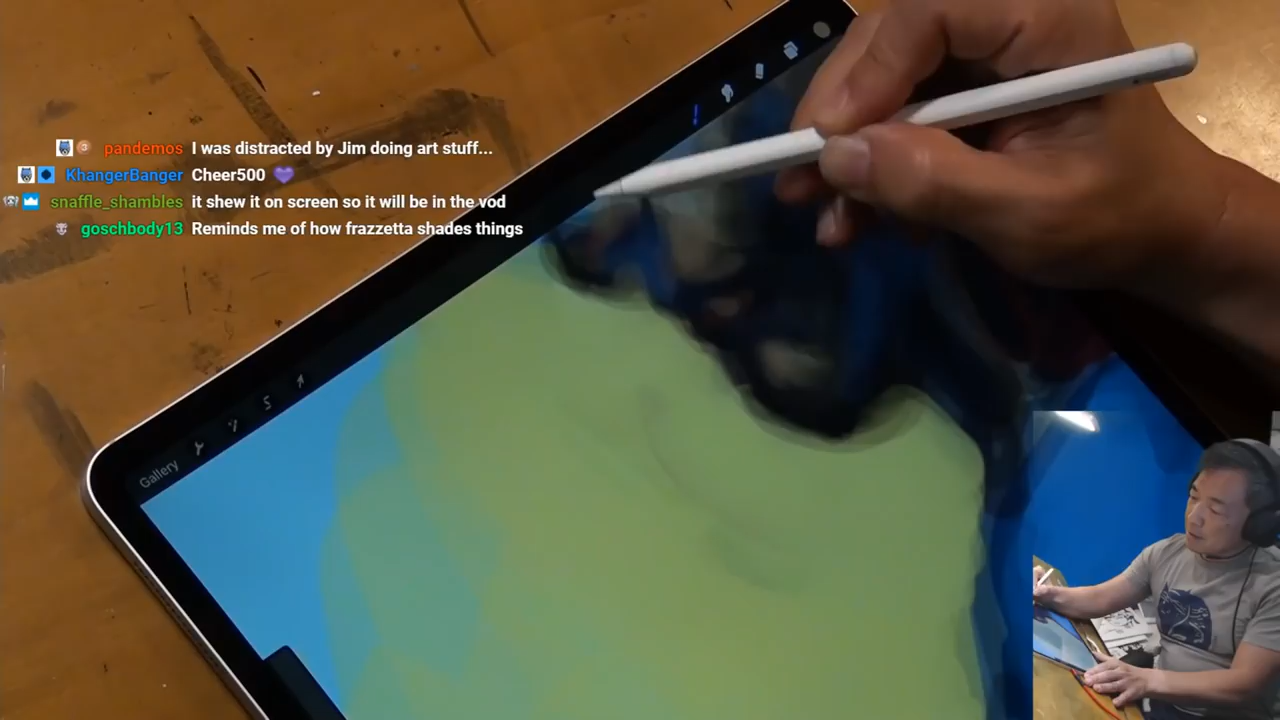 pandemos I was distracted by Jim doing art stuff...
KhangerBanger Cheer500
snaffle_shambles it shew it on screen so it will be in the vod
goschbody13 Reminds me of how frazzetta shades things
Gallery